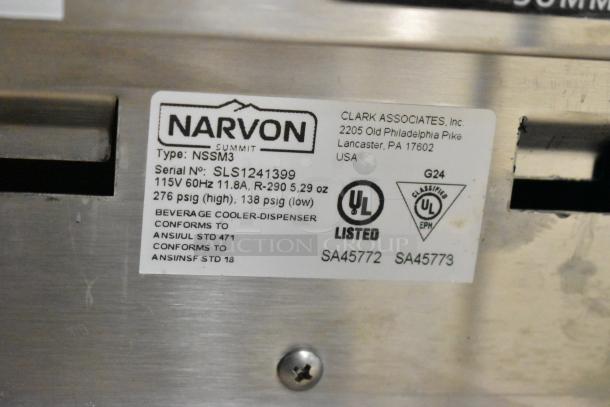 NARVON
SUMMIT
Type: NSSM3
Serial Nº: SLS1241399
115V 60Hz 11.8A, R-290 5.29 oz
276 psig (high), 138 psig (low)
BEVERAGE COOLER-DISPENSER
CONFORMS TO
ANSI/UL STD 471
CONFORMS TO
ANSI/NSF STD 18
CLARK ASSOCIATES, Inc.
2205 Old Philadelphia Pike
Lancaster, PA 17602
USA
UL
LISTED
SA45772
G24
CLASSIFIED
UL
EPH
SA45773